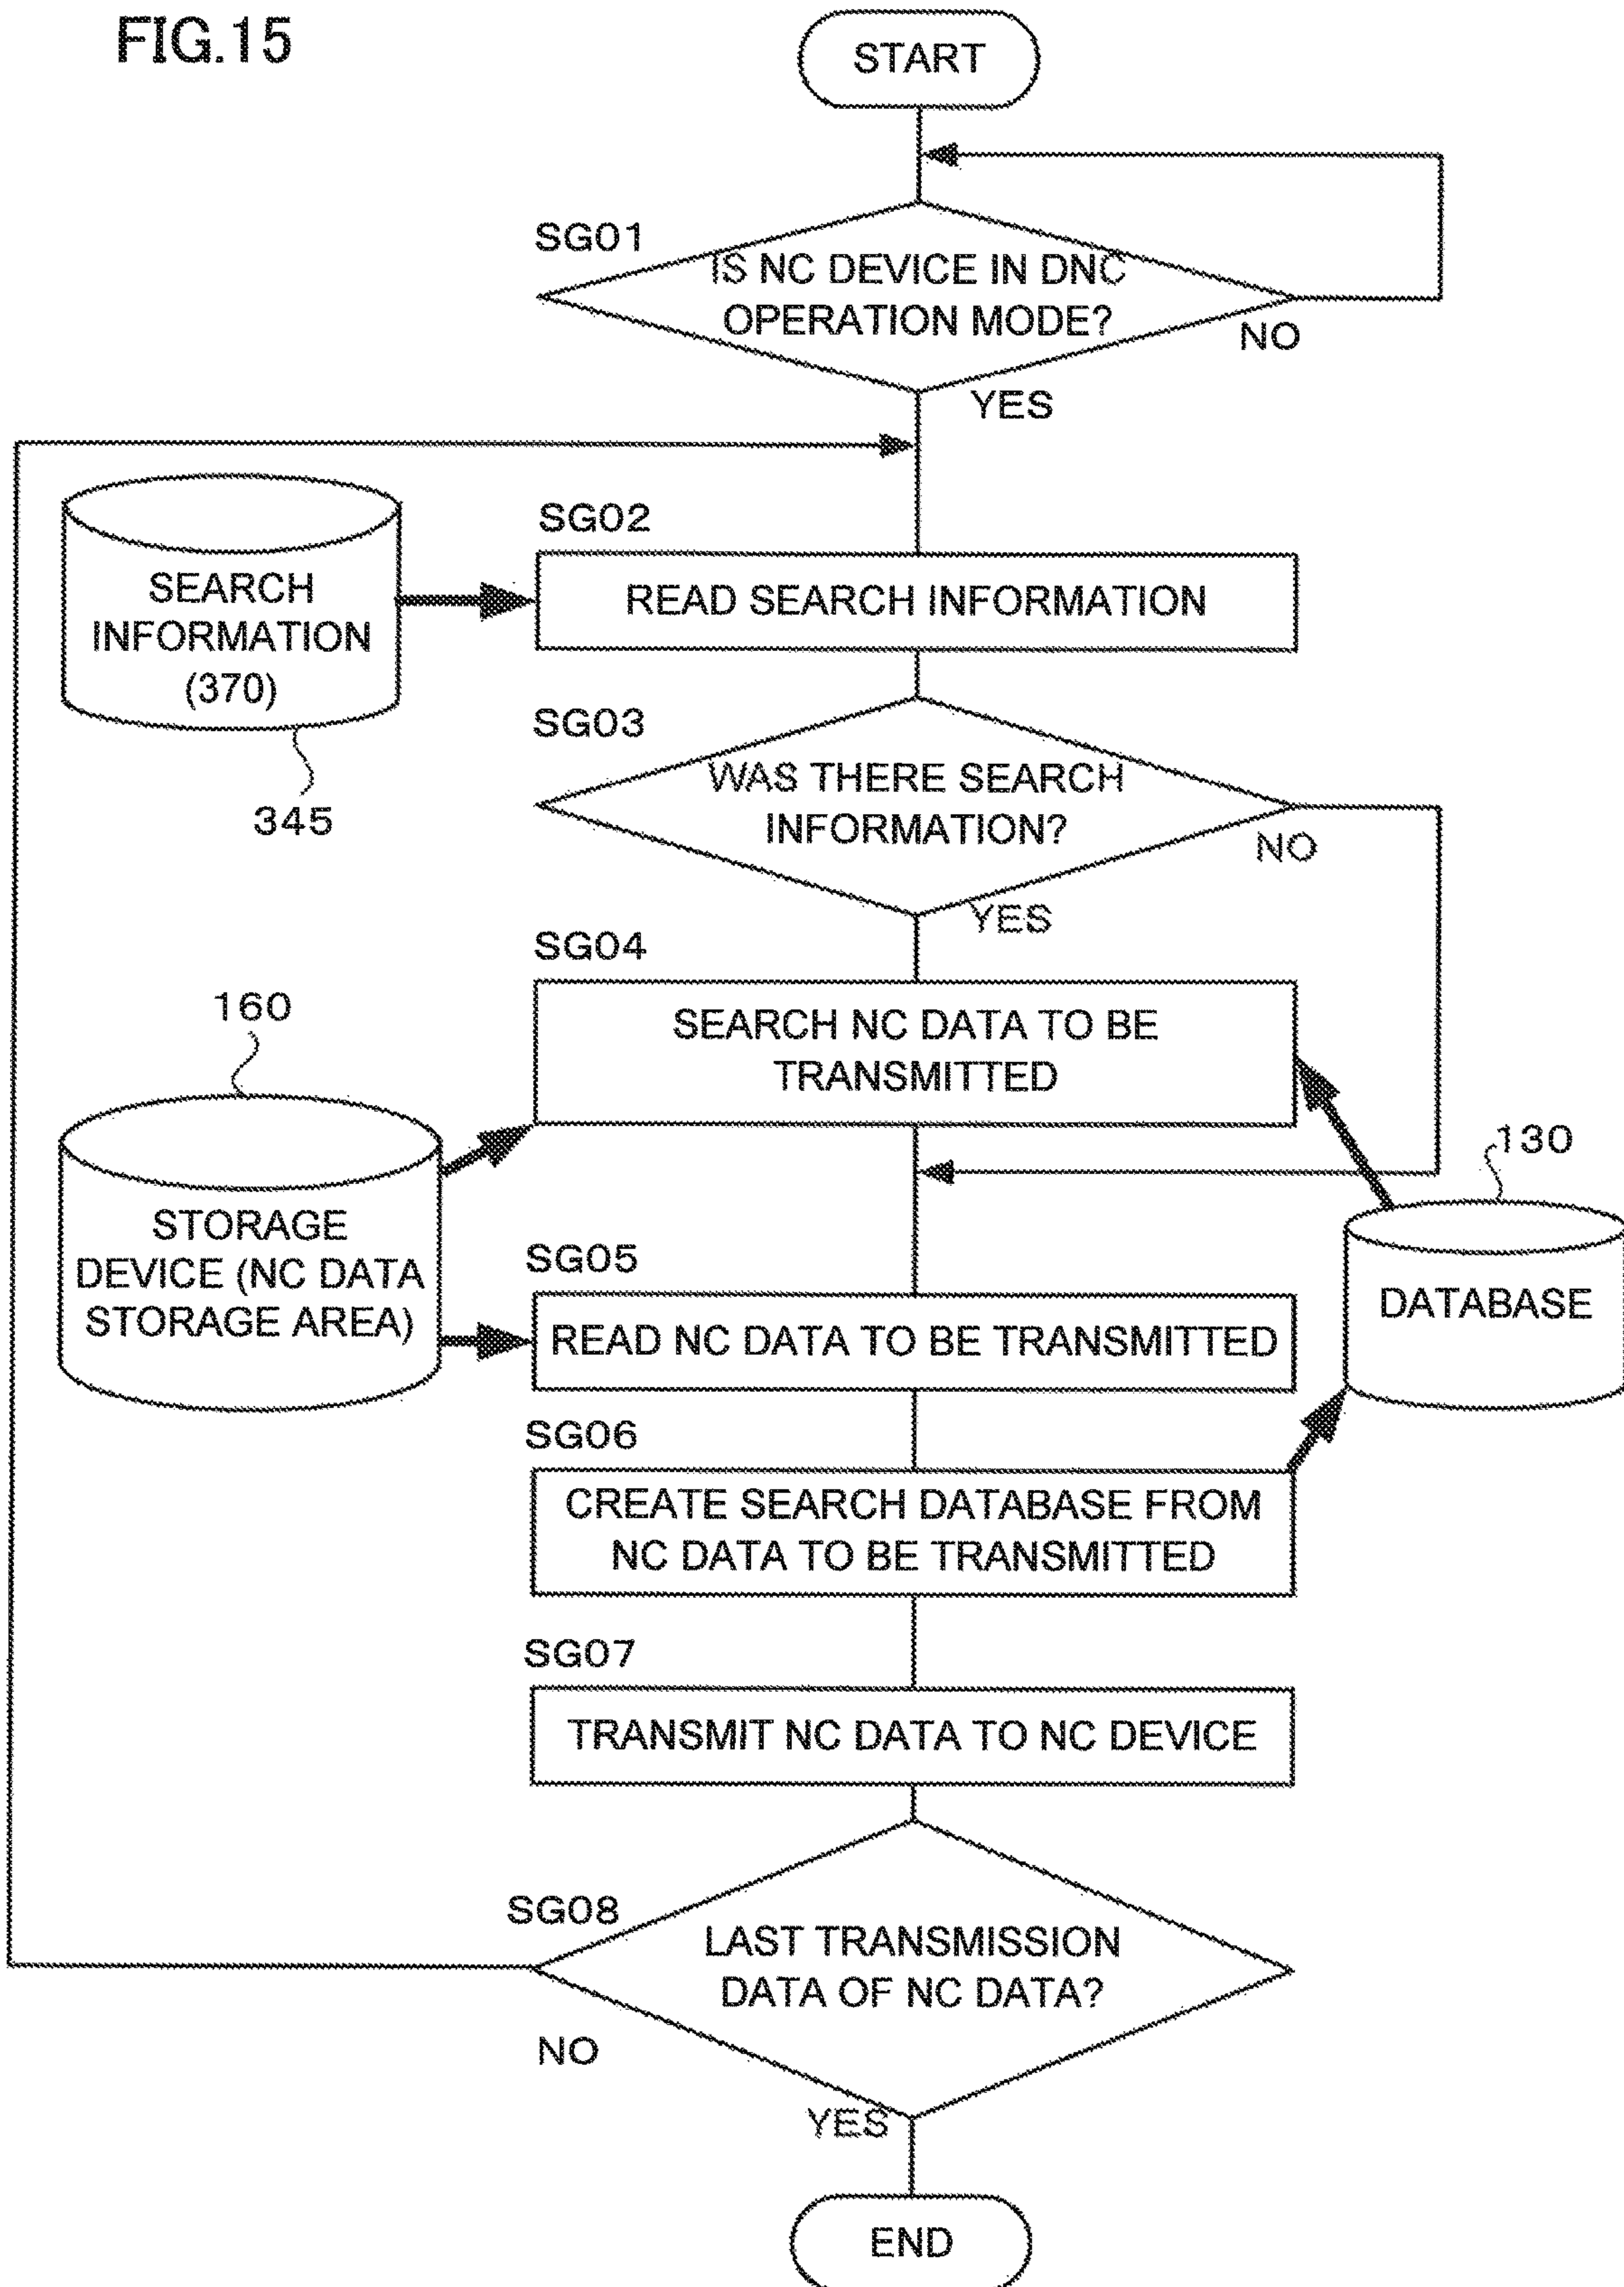 FIG.15
START
SG01
IS NC DEVICE IN DNC
OPERATION MODE?
NO
YES
SEARCH
INFORMATION
(370)
345
SG02
READ SEARCH INFORMATION
SG03
WAS THERE SEARCH
INFORMATION?
NO
YES
SG04
SEARCH NC DATA TO BE
TRANSMITTED
160
STORAGE
DEVICE (NC DATA
STORAGE AREA)
130
DATABASE
SG05
READ NC DATA TO BE TRANSMITTED
SG06
CREATE SEARCH DATABASE FROM
NC DATA TO BE TRANSMITTED
SG07
TRANSMIT NC DATA TO NC DEVICE
SG08
LAST TRANSMISSION
DATA OF NC DATA?
NO
YES
END